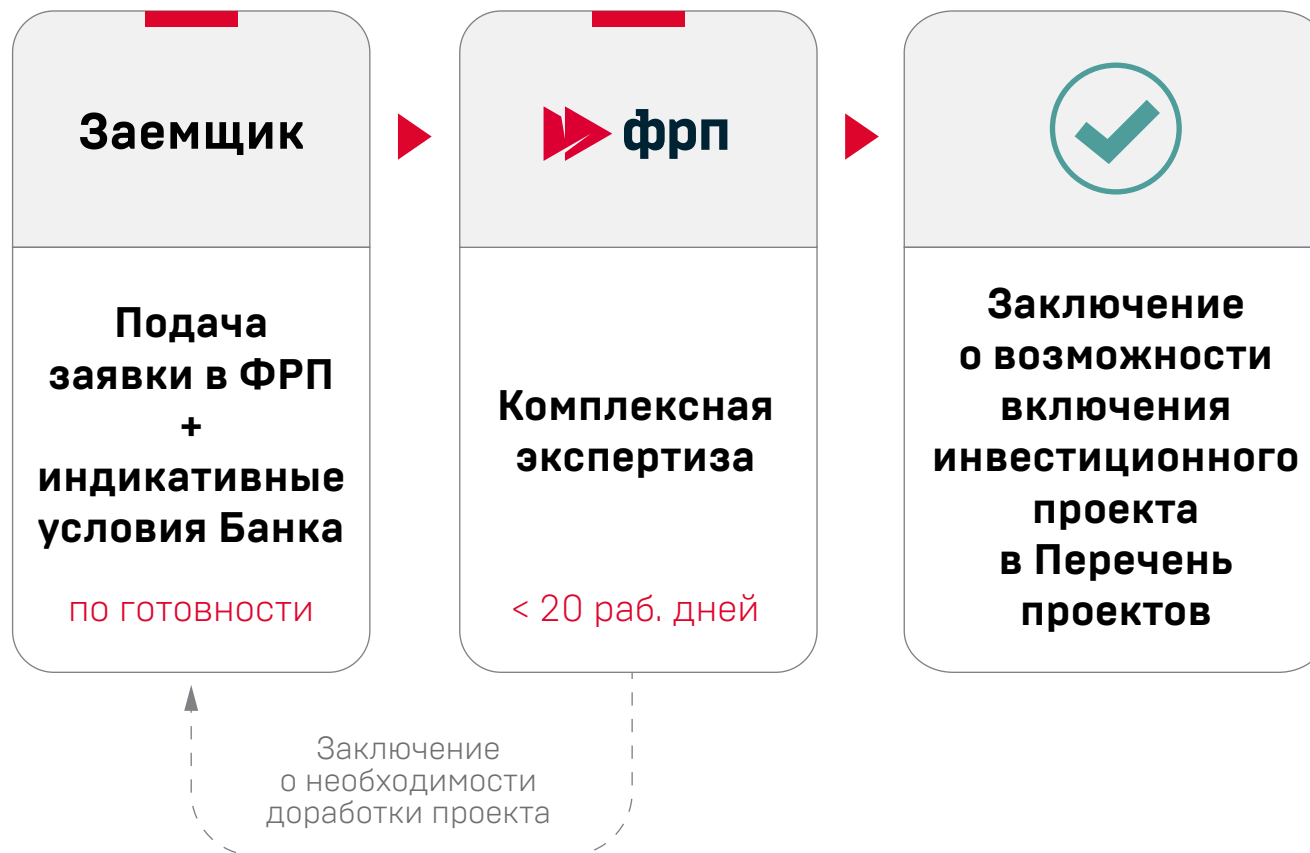 Заемщик
Подача
заявки в ФРП
+
индикативные
условия Банка
по готовности
фрп
Комплексная
экспертиза
< 20 раб. дней
Заключение
о возможности
включения
инвестиционного
проекта
в Перечень
проектов
Заключение
о необходимости
доработки проекта